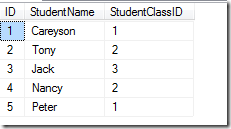 ID StudentName StudentClassID
1 Careyson 1
2 Tony 2
3 Jack 3
4 Nancy 2
5 Peter 1